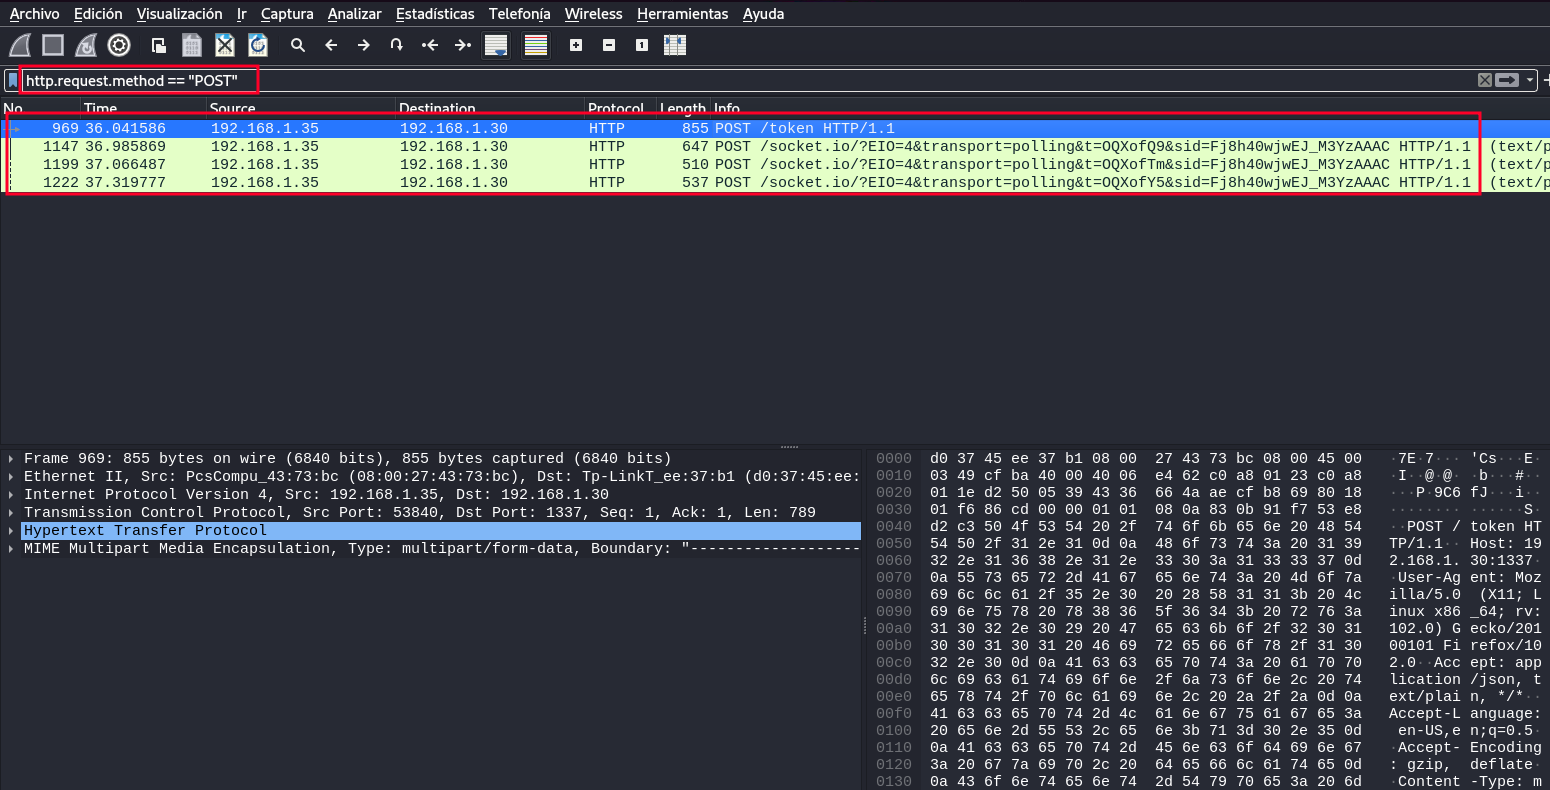 Archivo Edición Visualización Ir Captura Analizar Estadísticas Telefonía Wireless Herramientas Ayuda
http.request.method == "POST"
No. Time Source Destination Protocol Length Info
969 36.041586 192.168.1.35 192.168.1.30 HTTP 855 POST /token HTTP/1.1
1147 36.985869 192.168.1.35 192.168.1.30 HTTP 647 POST /socket.io/?EIO=4&transport=polling&t=OQXofQ9&sid=Fj8h40wjwEJ_M3YzAAAC HTTP/1.1 (text/p
1199 37.066487 192.168.1.35 192.168.1.30 HTTP 510 POST /socket.io/?EIO=4&transport=polling&t=OQXofTm&sid=Fj8h40wjwEJ_M3YzAAAC HTTP/1.1 (text/p
1222 37.319777 192.168.1.35 192.168.1.30 HTTP 537 POST /socket.io/?EIO=4&transport=polling&t=OQXofY5&sid=Fj8h40wjwEJ_M3YzAAAC HTTP/1.1 (text/p
Frame 969: 855 bytes on wire (6840 bits), 855 bytes captured (6840 bits)
Ethernet II, Src: PcsCompu_43:73:bc (08:00:27:43:73:bc), Dst: Tp-LinkT_ee:37:b1 (d0:37:45:ee:
Internet Protocol Version 4, Src: 192.168.1.35, Dst: 192.168.1.30
Transmission Control Protocol, Src Port: 53840, Dst Port: 1337, Seq: 1, Ack: 1, Len: 789
Hypertext Transfer Protocol
MIME Multipart Media Encapsulation, Type: multipart/form-data, Boundary: "-------------------
0000 d0 37 45 ee 37 b1 08 00 27 43 73 bc 08 00 45 00 ·7E·7··· 'Cs···E·
0010 03 49 cf ba 40 00 40 06 e4 62 c0 a8 01 23 c0 a8 ·I··@·@· ·b···#··
0020 01 1e d2 50 05 39 43 36 66 4a ae cf b8 69 80 18 ···P·9C6 fJ···i··
0030 01 f6 86 cd 00 00 01 01 08 0a 83 0b 91 f7 53 e8 ········ ······S·
0040 d2 c3 50 4f 53 54 20 2f 74 6f 6b 65 6e 20 48 54 ··POST / token HT
0050 54 50 2f 31 2e 31 0d 0a 48 6f 73 74 3a 20 31 39 TP/1.1·· Host: 19
0060 32 2e 31 36 38 2e 31 2e 33 30 3a 31 33 33 37 0d 2.168.1. 30:1337·
0070 0a 55 73 65 72 2d 41 67 65 6e 74 3a 20 4d 6f 7a ·User-Ag ent: Moz
0080 69 6c 6c 61 2f 35 2e 30 20 28 58 31 31 3b 20 4c illa/5.0 (X11; L
0090 69 6e 75 78 20 78 38 36 5f 36 34 3b 20 72 76 3a inux x86 _64; rv:
00a0 31 30 32 2e 30 29 20 47 65 63 6b 6f 2f 32 30 31 102.0) G ecko/201
00b0 30 30 31 30 31 20 46 69 72 65 66 6f 78 2f 31 30 00101 Fi refox/10
00c0 32 2e 30 0d 0a 41 63 63 65 70 74 3a 20 61 70 70 2.0··Acc ept: app
00d0 6c 69 63 61 74 69 6f 6e 2f 6a 73 6f 6e 2c 20 74 lication /json, t
00e0 65 78 74 2f 70 6c 61 69 6e 2c 20 2a 2f 2a 0d 0a ext/plai n, */*··
00f0 41 63 63 65 70 74 2d 4c 61 6e 67 75 61 67 65 3a Accept-L anguage:
0100 20 65 6e 2d 55 53 2c 65 6e 3b 71 3d 30 2e 35 0d en-US,e n;q=0.5·
0110 0a 41 63 63 65 70 74 2d 45 6e 63 6f 64 69 6e 67 ·Accept- Encoding
0120 3a 20 67 7a 69 70 2c 20 64 65 66 6c 61 74 65 0d : gzip, deflate·
0130 0a 43 6f 6e 74 65 6e 74 2d 54 79 70 65 3a 20 6d ·Content -Type: m